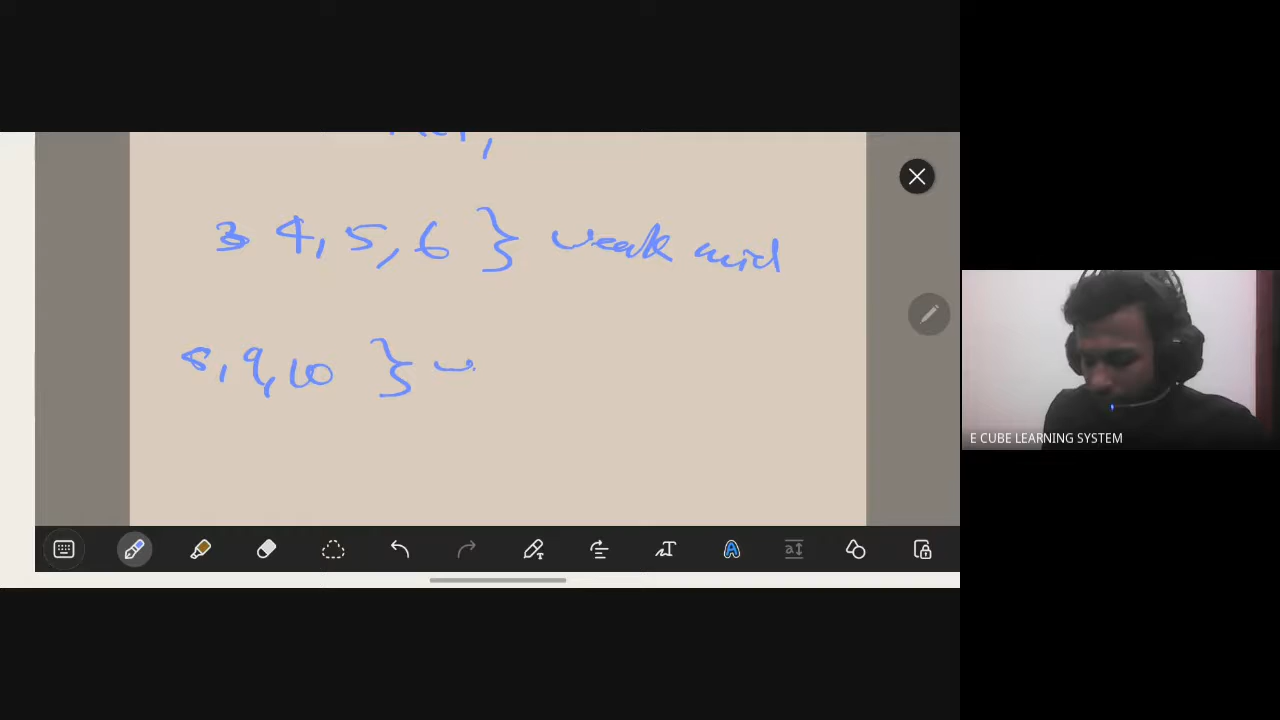 3 4, 5, 6 } weak acid
8, 9, 10 }
E CUBE LEARNING SYSTEM